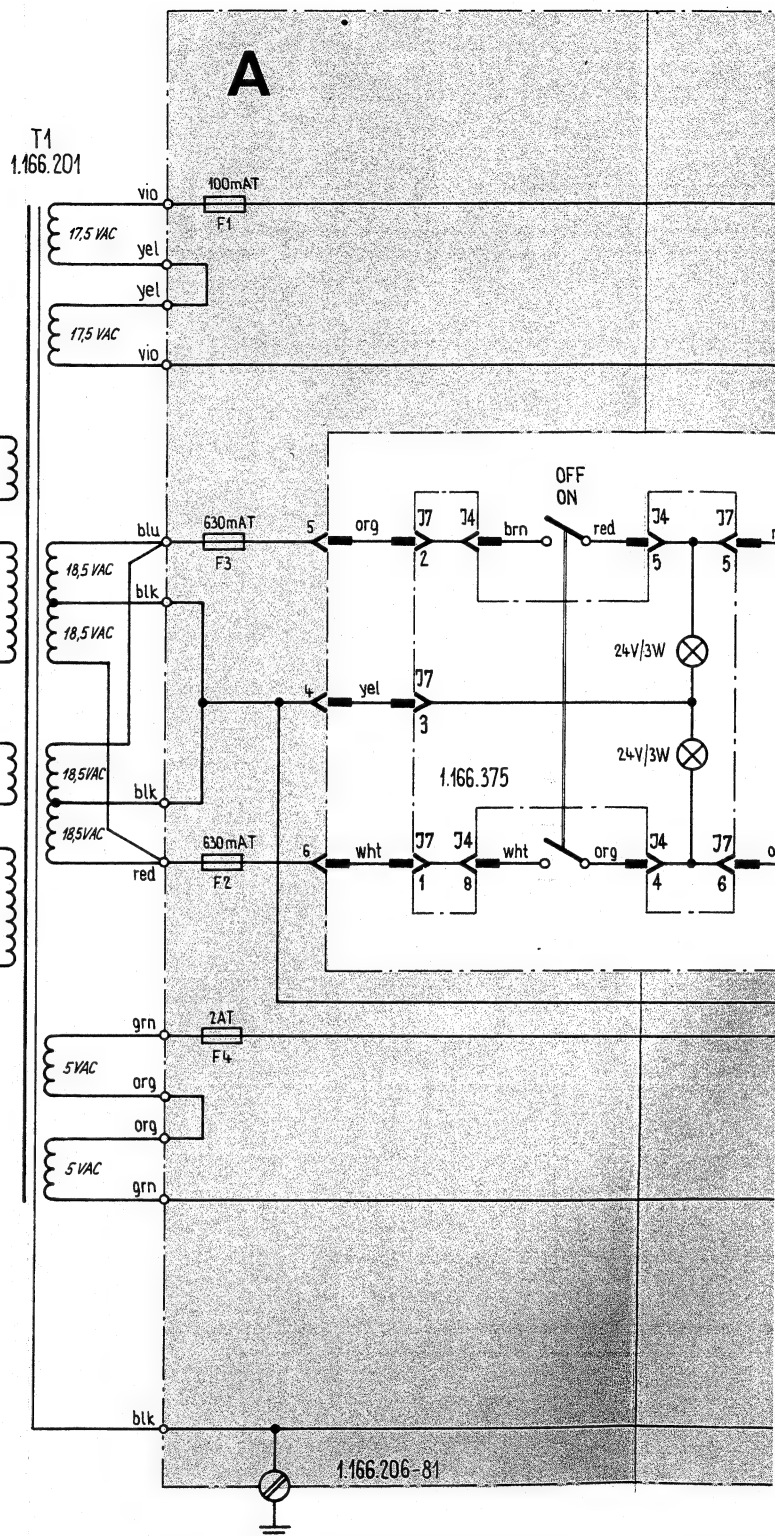 A
T1
1.166.201
vio
100mAT
F1
17,5 VAC
yel
yel
17,5 VAC
vio
OFF
ON
blu
630mAT
F3
5
org
J7
2
J4
brn
red
J4
5
J7
5
18,5 VAC
blk
18,5 VAC
24V/3W
4
yel
J7
3
24V/3W
18,5VAC
1.166.375
blk
18,5VAC
630mAT
F2
6
wht
J7
1
J4
8
wht
org
J4
4
J7
6
red
grn
2AT
F4
5VAC
org
org
5 VAC
grn
blk
1.166.206-81